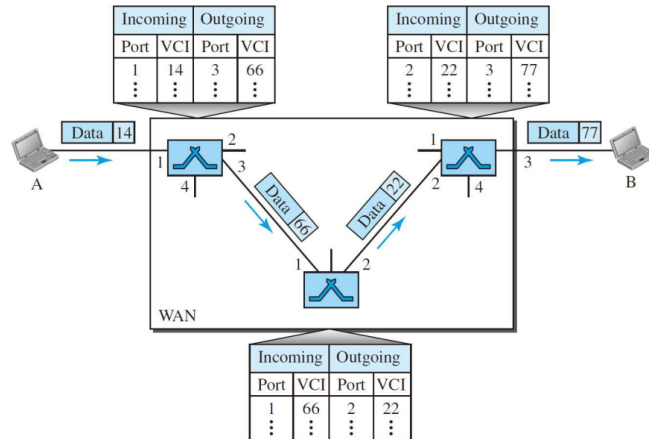 Incoming Outgoing
Port VCI Port VCI
1 14 3 66
⋮ ⋮ ⋮ ⋮
Incoming Outgoing
Port VCI Port VCI
2 22 3 77
⋮ ⋮ ⋮ ⋮
Data 14
A
1
2
3
4
Data 66
Data 22
1
2
3
4
Data 77
B
1
2
WAN
Incoming Outgoing
Port VCI Port VCI
1 66 2 22
⋮ ⋮ ⋮ ⋮